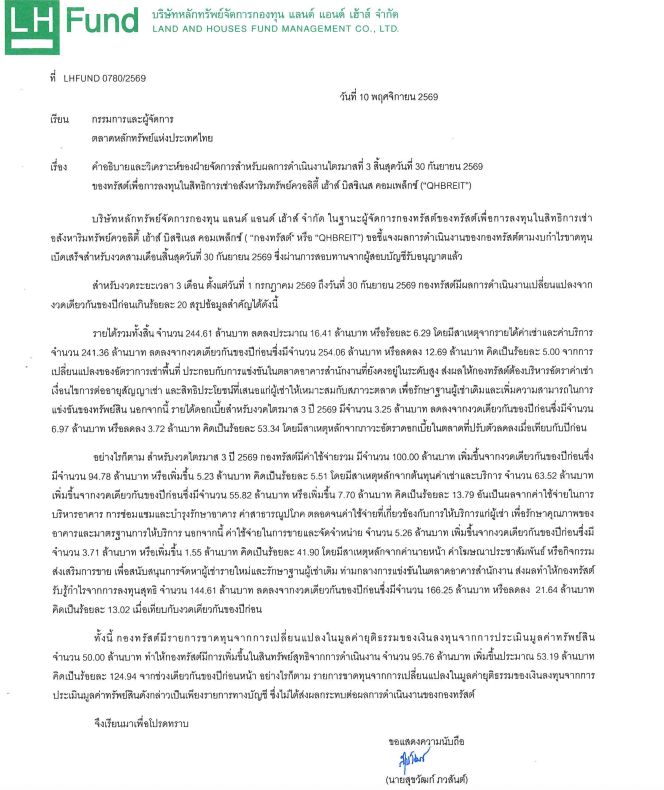 LH Fund บริษัทหลักทรัพย์จัดการกองทุน แลนด์ แอนด์ เฮ้าส์ จำกัด
LAND AND HOUSES FUND MANAGEMENT CO., LTD.
ที่ LHFUND 0780/2569
วันที่ 10 พฤศจิกายน 2569
เรียน กรรมการและผู้จัดการ
ตลาดหลักทรัพย์แห่งประเทศไทย
เรื่อง คำอธิบายและวิเคราะห์ของฝ่ายจัดการสำหรับผลการดำเนินงานไตรมาสที่ 3 สิ้นสุดวันที่ 30 กันยายน 2569
ของทรัสต์เพื่อการลงทุนในสิทธิการเช่าอสังหาริมทรัพย์ควอลิตี้ เฮ้าส์ บิสซิเนส คอมเพล็กซ์ ("QHBREIT")
บริษัทหลักทรัพย์จัดการกองทุน แลนด์ แอนด์ เฮ้าส์ จำกัด ในฐานะผู้จัดการกองทรัสต์ของทรัสต์เพื่อการลงทุนในสิทธิการเช่า
อสังหาริมทรัพย์ควอลิตี้ เฮ้าส์ บิสซิเนส คอมเพล็กซ์ ( "กองทรัสต์" หรือ "QHBREIT") ขอชี้แจงผลการดำเนินงานของกองทรัสต์ตามงบกำไรขาดทุน
เบ็ดเสร็จสำหรับงวดสามเดือนสิ้นสุดวันที่ 30 กันยายน 2569 ซึ่งผ่านการสอบทานจากผู้สอบบัญชีรับอนุญาตแล้ว
สำหรับงวดระยะเวลา 3 เดือน ตั้งแต่วันที่ 1 กรกฎาคม 2569 ถึงวันที่ 30 กันยายน 2569 กองทรัสต์มีผลการดำเนินงานเปลี่ยนแปลงจาก
งวดเดียวกันของปีก่อนเกินร้อยละ 20 สรุปข้อมูลสำคัญได้ดังนี้
รายได้รวมทั้งสิ้น จำนวน 244.61 ล้านบาท ลดลงประมาณ 16.41 ล้านบาท หรือร้อยละ 6.29 โดยมีสาเหตุจากรายได้ค่าเช่าและค่าบริการ
จำนวน 241.36 ล้านบาท ลดลงจากงวดเดียวกันของปีก่อนซึ่งมีจำนวน 254.06 ล้านบาท หรือลดลง 12.69 ล้านบาท คิดเป็นร้อยละ 5.00 จากการ
เปลี่ยนแปลงของอัตราการเช่าพื้นที่ ประกอบกับการแข่งขันในตลาดอาคารสำนักงานที่ยังคงอยู่ในระดับสูง ส่งผลให้กองทรัสต์ต้องบริหารอัตราค่าเช่า
เงื่อนไขการต่ออายุสัญญาเช่า และสิทธิประโยชน์ที่เสนอแก่ผู้เช่าให้เหมาะสมกับสภาวะตลาด เพื่อรักษาฐานผู้เช่าเดิมและเพิ่มความสามารถในการ
แข่งขันของทรัพย์สิน นอกจากนี้ รายได้ดอกเบี้ยสำหรับงวดไตรมาส 3 ปี 2569 มีจำนวน 3.25 ล้านบาท ลดลงจากงวดเดียวกันของปีก่อนซึ่งมีจำนวน
6.97 ล้านบาท หรือลดลง 3.72 ล้านบาท คิดเป็นร้อยละ 53.34 โดยมีสาเหตุหลักจากภาวะอัตราดอกเบี้ยในตลาดที่ปรับตัวลดลงเมื่อเทียบกับปีก่อน
อย่างไรก็ตาม สำหรับงวดไตรมาส 3 ปี 2569 กองทรัสต์มีค่าใช้จ่ายรวม มีจำนวน 100.00 ล้านบาท เพิ่มขึ้นจากงวดเดียวกันของปีก่อนซึ่ง
มีจำนวน 94.78 ล้านบาท หรือเพิ่มขึ้น 5.23 ล้านบาท คิดเป็นร้อยละ 5.51 โดยมีสาเหตุหลักจากต้นทุนค่าเช่าและบริการ จำนวน 63.52 ล้านบาท
เพิ่มขึ้นจากงวดเดียวกันของปีก่อนซึ่งมีจำนวน 55.82 ล้านบาท หรือเพิ่มขึ้น 7.70 ล้านบาท คิดเป็นร้อยละ 13.79 อันเป็นผลจากค่าใช้จ่ายในการ
บริหารอาคาร การซ่อมแซมและบำรุงรักษาอาคาร ค่าสาธารณูปโภค ตลอดจนค่าใช้จ่ายที่เกี่ยวข้องกับการให้บริการแก่ผู้เช่า เพื่อรักษาคุณภาพของ
อาคารและมาตรฐานการให้บริการ นอกจากนี้ ค่าใช้จ่ายในการขายและจัดจำหน่าย จำนวน 5.26 ล้านบาท เพิ่มขึ้นจากงวดเดียวกันของปีก่อนซึ่งมี
จำนวน 3.71 ล้านบาท หรือเพิ่มขึ้น 1.55 ล้านบาท คิดเป็นร้อยละ 41.90 โดยมีสาเหตุหลักจากค่านายหน้า ค่าโฆษณาประชาสัมพันธ์ หรือกิจกรรม
ส่งเสริมการขาย เพื่อสนับสนุนการจัดหาผู้เช่ารายใหม่และรักษาฐานผู้เช่าเดิม ท่ามกลางการแข่งขันในตลาดอาคารสำนักงาน ส่งผลทำให้กองทรัสต์
รับรู้กำไรจากการลงทุนสุทธิ จำนวน 144.61 ล้านบาท ลดลงจากงวดเดียวกันของปีก่อนซึ่งมีจำนวน 166.25 ล้านบาท หรือลดลง 21.64 ล้านบาท
คิดเป็นร้อยละ 13.02 เมื่อเทียบกับงวดเดียวกันของปีก่อน
ทั้งนี้ กองทรัสต์มีรายการขาดทุนจากการเปลี่ยนแปลงในมูลค่ายุติธรรมของเงินลงทุนจากการประเมินมูลค่าทรัพย์สิน
จำนวน 50.00 ล้านบาท ทำให้กองทรัสต์มีการเพิ่มขึ้นในสินทรัพย์สุทธิจากการดำเนินงาน จำนวน 95.76 ล้านบาท เพิ่มขึ้นประมาณ 53.19 ล้านบาท
คิดเป็นร้อยละ 124.94 จากช่วงเดียวกันของปีก่อนหน้า อย่างไรก็ตาม รายการขาดทุนจากการเปลี่ยนแปลงในมูลค่ายุติธรรมของเงินลงทุนจากการ
ประเมินมูลค่าทรัพย์สินดังกล่าวเป็นเพียงรายการทางบัญชี ซึ่งไม่ได้ส่งผลกระทบต่อผลการดำเนินงานของกองทรัสต์
จึงเรียนมาเพื่อโปรดทราบ
ขอแสดงความนับถือ
(นายสุขวัฒก์ ภวสันต์)